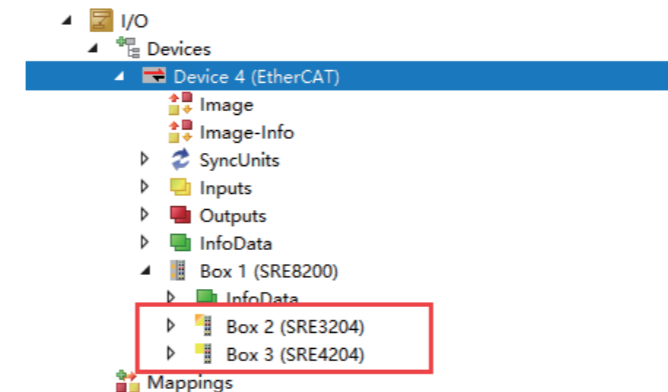 I/O
Devices
Device 4 (EtherCAT)
Image
Image-Info
SyncUnits
Inputs
Outputs
InfoData
Box 1 (SRE8200)
InfoData
Box 2 (SRE3204)
Box 3 (SRE4204)
Mappings